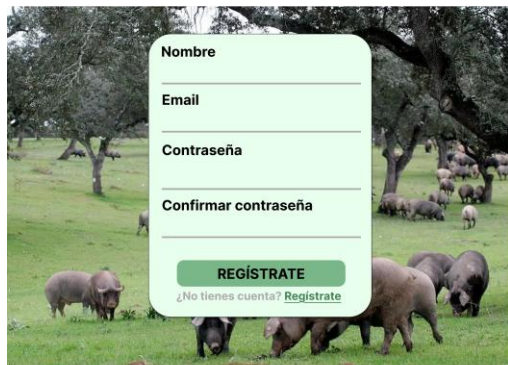 Nombre
Email
Contraseña
Confirmar contraseña
REGÍSTRATE
¿No tienes cuenta? Regístrate